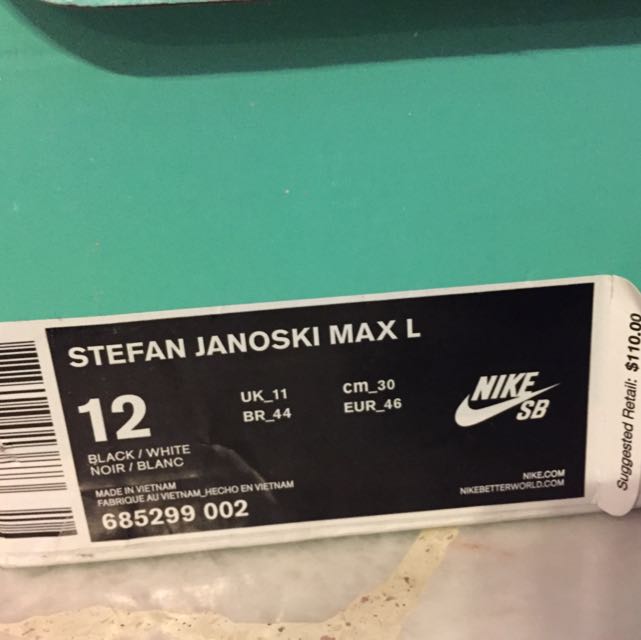 STEFAN JANOSKI MAX L
12
UK_11
cm_30
BR_44
EUR_46
BLACK / WHITE
NOIR / BLANC
MADE IN VIETNAM
FABRIQUE AU VIETNAM_HECHO EN VIETNAM
685299 002
NIKE
SB
NIKE.COM
NIKEBETTERWORLD.COM
Suggested Retail: $110.00